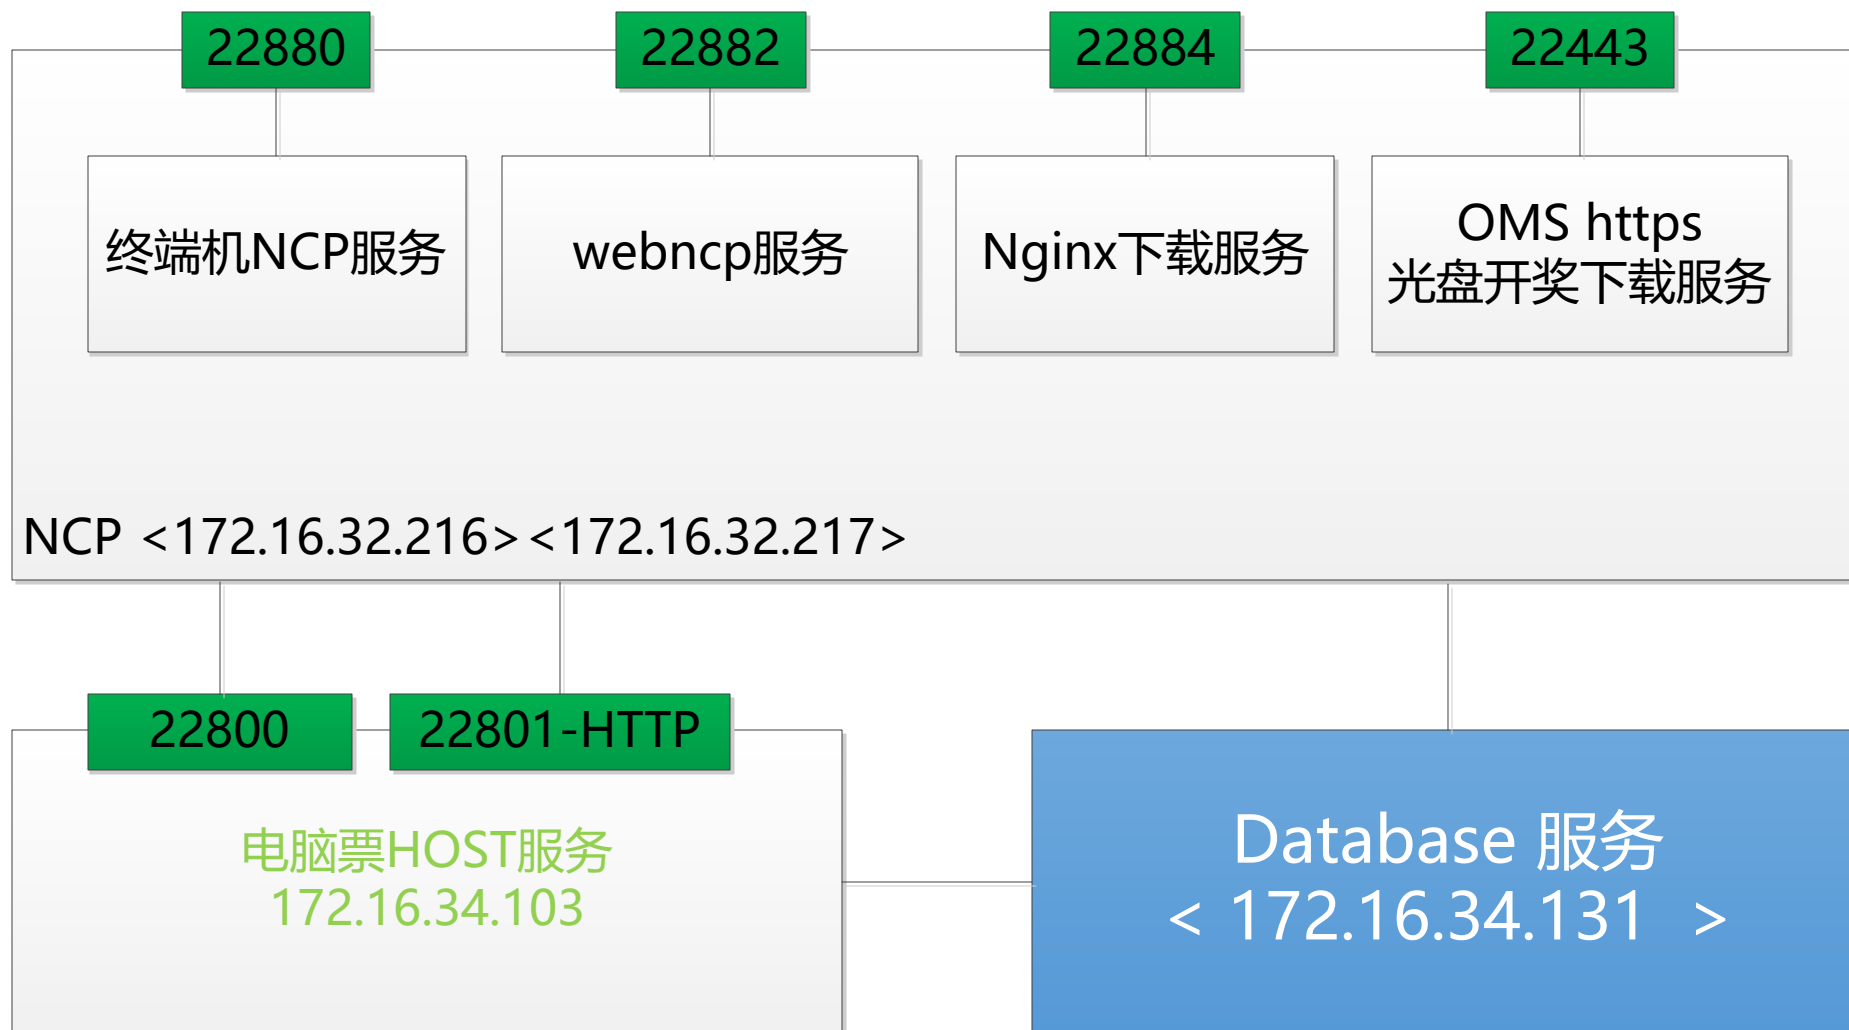 22880
22882
22884
22443
终端机NCP服务
webncp服务
Nginx下载服务
OMS https
光盘开奖下载服务
NCP <172.16.32.216><172.16.32.217>
22800
22801-HTTP
电脑票HOST服务
172.16.34.103
Database 服务
< 172.16.34.131 >